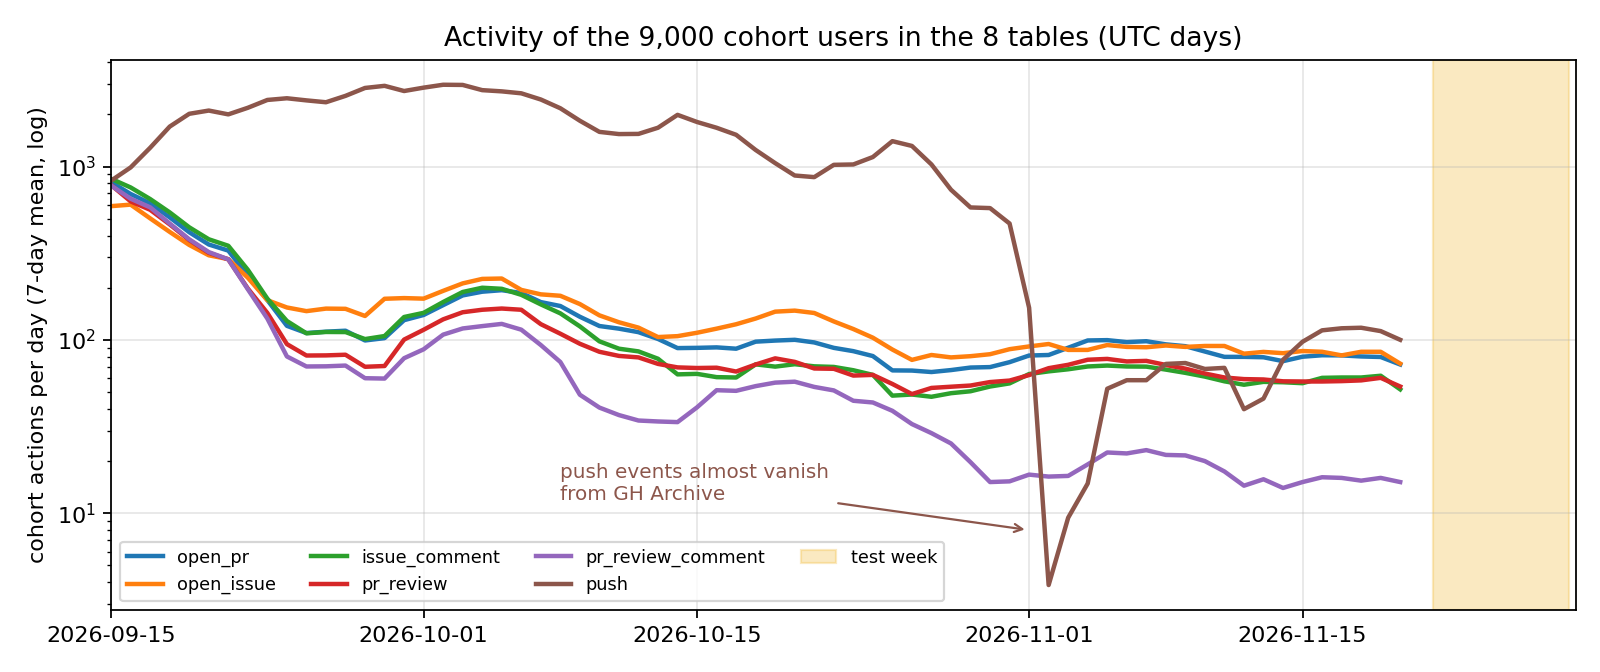 Activity of the 9,000 cohort users in the 8 tables (UTC days)
cohort actions per day (7-day mean, log)
10³
10²
10¹
push events almost vanish
from GH Archive
open_pr
open_issue
issue_comment
pr_review
pr_review_comment
push
test week
2026-09-15
2026-10-01
2026-10-15
2026-11-01
2026-11-15